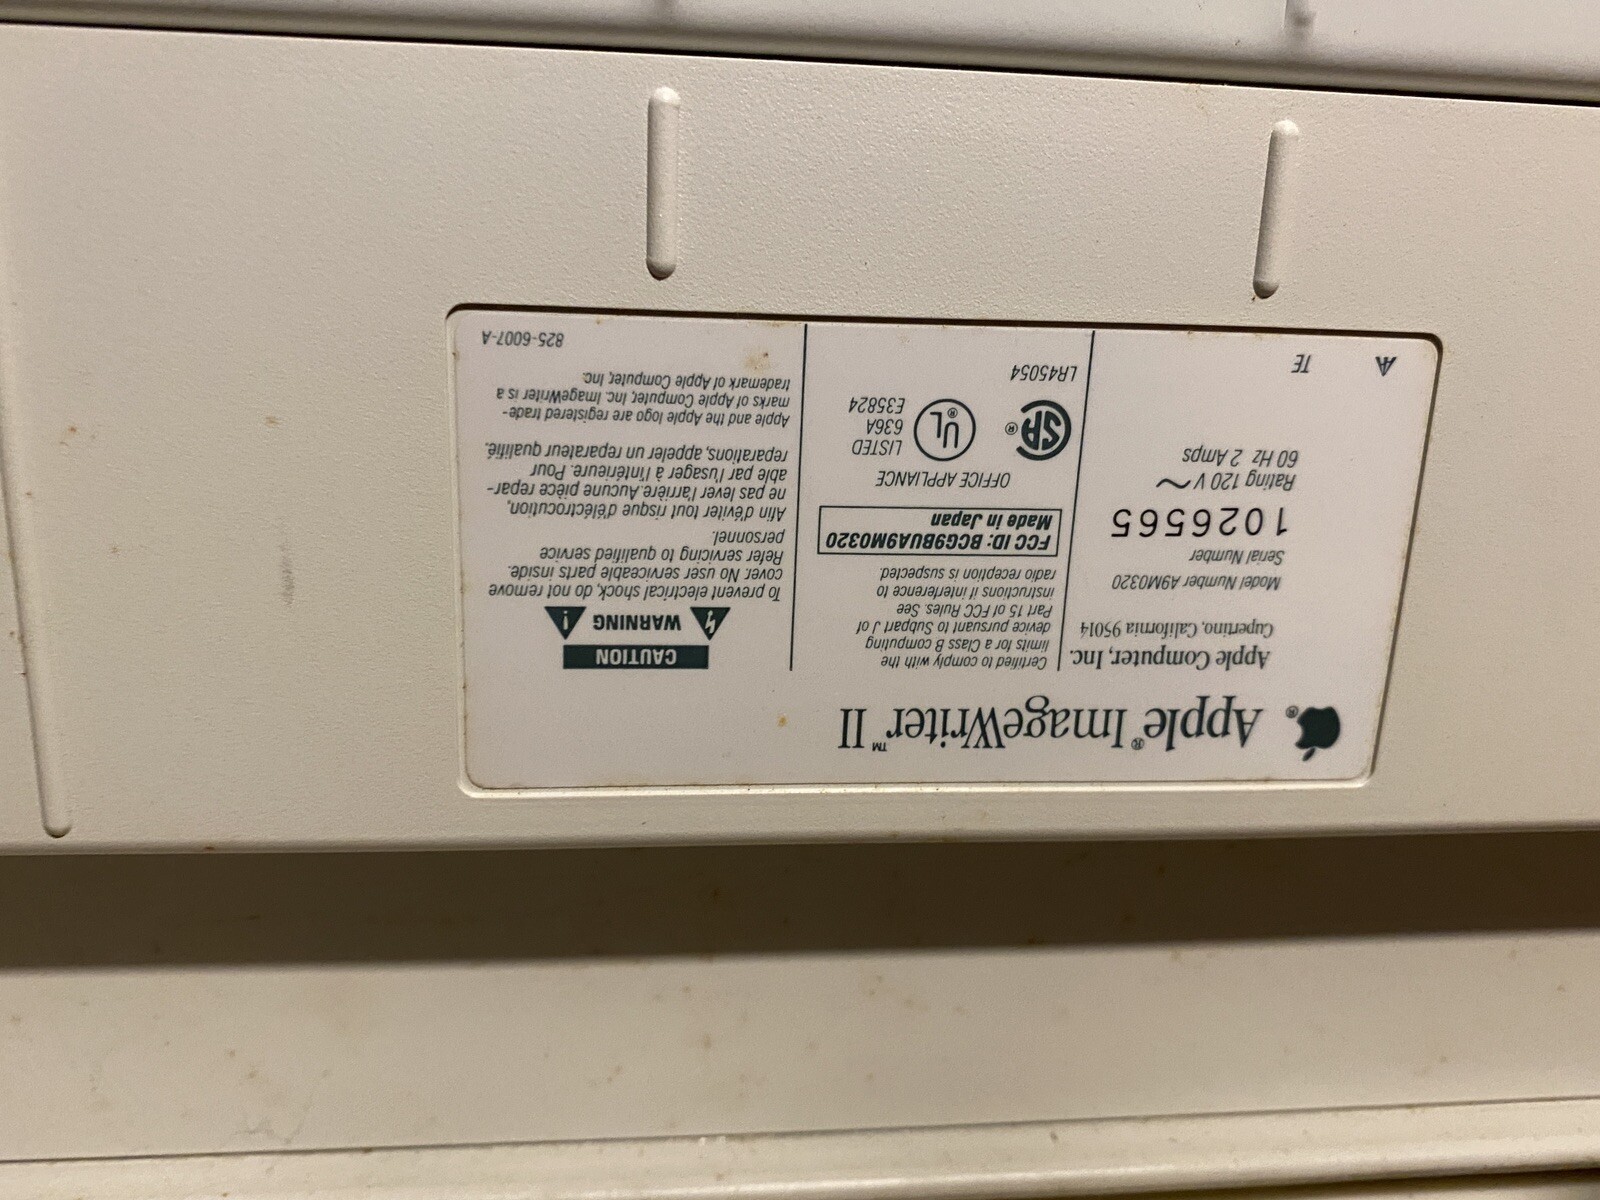 Apple® ImageWriter™ II
Apple Computer, Inc.
Cupertino, California 95014
Model Number A9M0320
Serial Number
1026565
Rating 120 V ~
60 Hz 2 Amps
TE
Certified to comply with the
limits for a Class B computing
device pursuant to Subpart J of
Part 15 of FCC Rules. See
instructions if interference to
radio reception is suspected.
FCC ID: BCG9BUA9M0320
Made in Japan
OFFICE APPLIANCE
SA®
UL®
LISTED
636A
E35824
LR45054
CAUTION
WARNING
To prevent electrical shock, do not remove
cover. No user serviceable parts inside.
Refer servicing to qualified service
personnel.
Afin d'éviter tout risque d'éléctrocution,
ne pas lever l'arrière. Aucune pièce repar-
able par l'usager à l'intérieure. Pour
reparations, appeler un reparateur qualifié.
Apple and the Apple logo are registered trade-
marks of Apple Computer, Inc. ImageWriter is a
trademark of Apple Computer, Inc.
825-6007-A